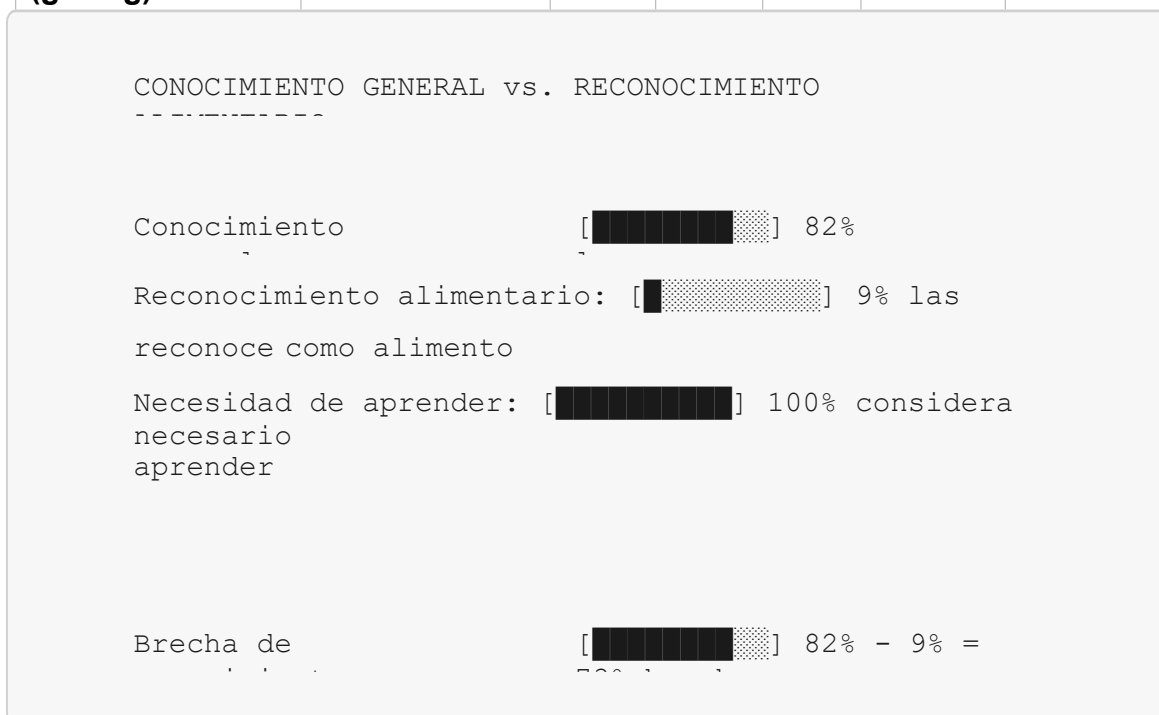 CONOCIMIENTO GENERAL vs. RECONOCIMIENTO
Conocimiento [████████░░] 82%
Reconocimiento alimentario: [█░░░░░░░░░] 9% las
reconoce como alimento
Necesidad de aprender: [██████████] 100% considera
necesario
aprender
Brecha de [████████░░] 82% - 9% =